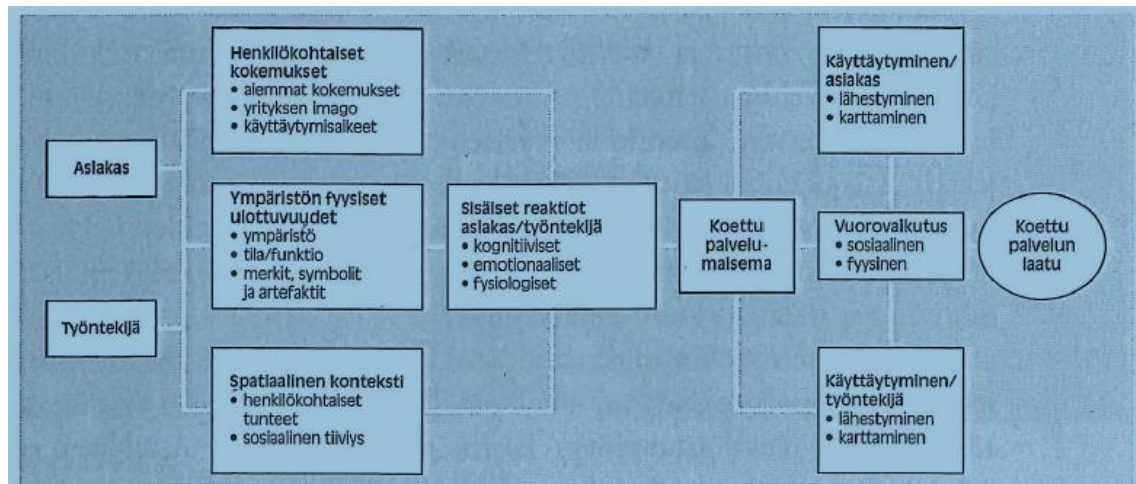 Asiakas
Työntekijä
Henkilökohtaiset
kokemukset
• aiemmat kokemukset
• yrityksen imago
• käyttäytymisaikeet
Ympäristön fyysiset
ulottuvuudet
• ympäristö
• tila/funktio
• merkit, symbolit
ja artefaktit
Spatiaalinen konteksti
• henkilökohtaiset
tunteet
• sosiaalinen tiiviys
Sisäiset reaktiot
asiakas/työntekijä
• kognitiiviset
• emotionaaliset
• fysiologiset
Koettu
palvelu-
maisema
Käyttäytyminen/
asiakas
• lähestyminen
• karttaminen
Vuorovaikutus
• sosiaalinen
• fyysinen
Käyttäytyminen/
työntekijä
• lähestyminen
• karttaminen
Koettu
palvelun
laatu